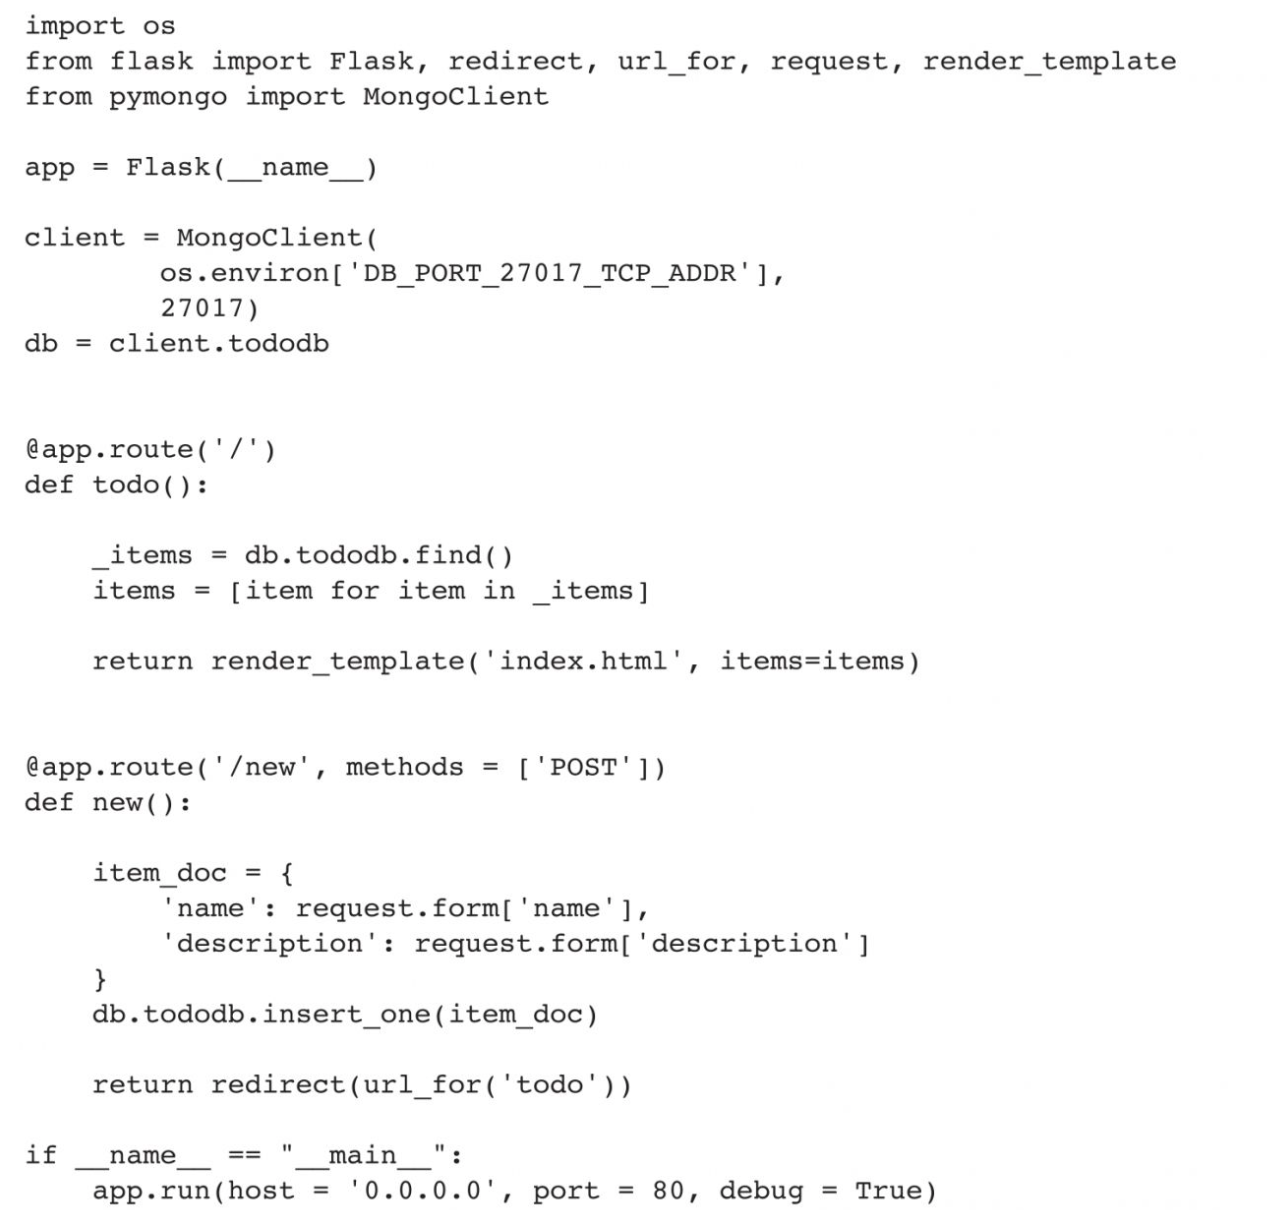 import os
from flask import Flask, redirect, url_for, request, render_template
from pymongo import MongoClient

app = Flask(__name__)

client = MongoClient(
        os.environ['DB_PORT_27017_TCP_ADDR'],
        27017)
db = client.tododb


@app.route('/')
def todo():

    _items = db.tododb.find()
    items = [item for item in _items]

    return render_template('index.html', items=items)


@app.route('/new', methods = ['POST'])
def new():

    item_doc = {
        'name': request.form['name'],
        'description': request.form['description']
    }
    db.tododb.insert_one(item_doc)

    return redirect(url_for('todo'))

if __name__ == "__main__":
    app.run(host = '0.0.0.0', port = 80, debug = True)